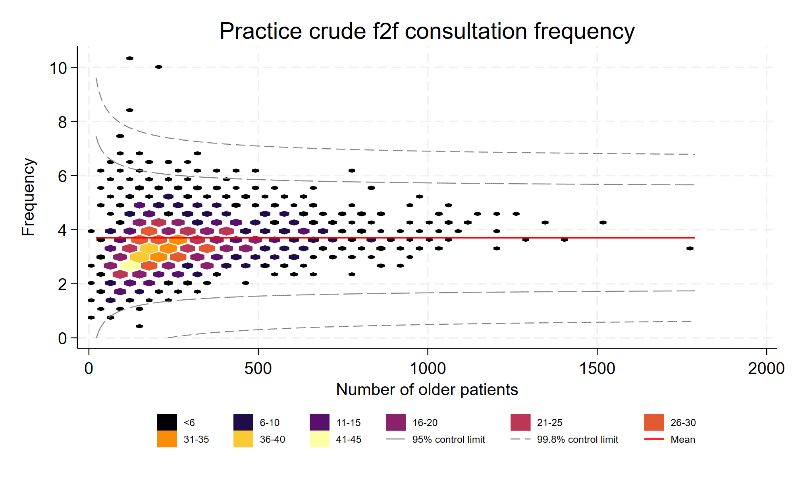 Practice crude f2f consultation frequency
10
8
6
4
2
0
Frequency
0 500 1000 1500 2000
Number of older patients
<6 6-10 11-15 16-20 21-25 26-30
31-35 36-40 41-45 95% control limit 99.8% control limit Mean